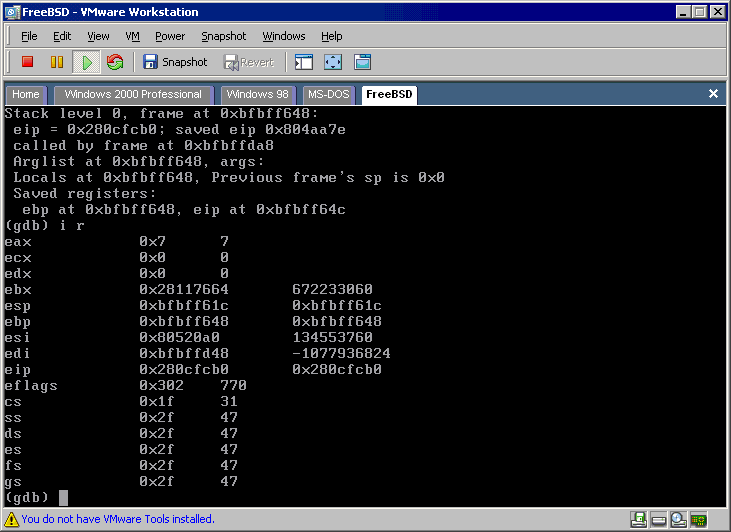 FreeBSD - VMware Workstation
File Edit View VM Power Snapshot Windows Help
Snapshot Revert
Home Windows 2000 Professional Windows 98 MS-DOS FreeBSD
Stack level 0, frame at 0xbfbff648:
eip = 0x280cfcb0; saved eip 0x804aa7e
called by frame at 0xbfbffda8
Arglist at 0xbfbff648, args:
Locals at 0xbfbff648, Previous frame's sp is 0x0
Saved registers:
ebp at 0xbfbff648, eip at 0xbfbff64c
(gdb) i r
eax 0x7 7
ecx 0x0 0
edx 0x0 0
ebx 0x28117664 672233060
esp 0xbfbff61c 0xbfbff61c
ebp 0xbfbff648 0xbfbff648
esi 0x80520a0 134553760
edi 0xbfbffd48 -1077936824
eip 0x280cfcb0 0x280cfcb0
eflags 0x302 770
cs 0x1f 31
ss 0x2f 47
ds 0x2f 47
es 0x2f 47
fs 0x2f 47
gs 0x2f 47
(gdb)
You do not have VMware Tools installed.